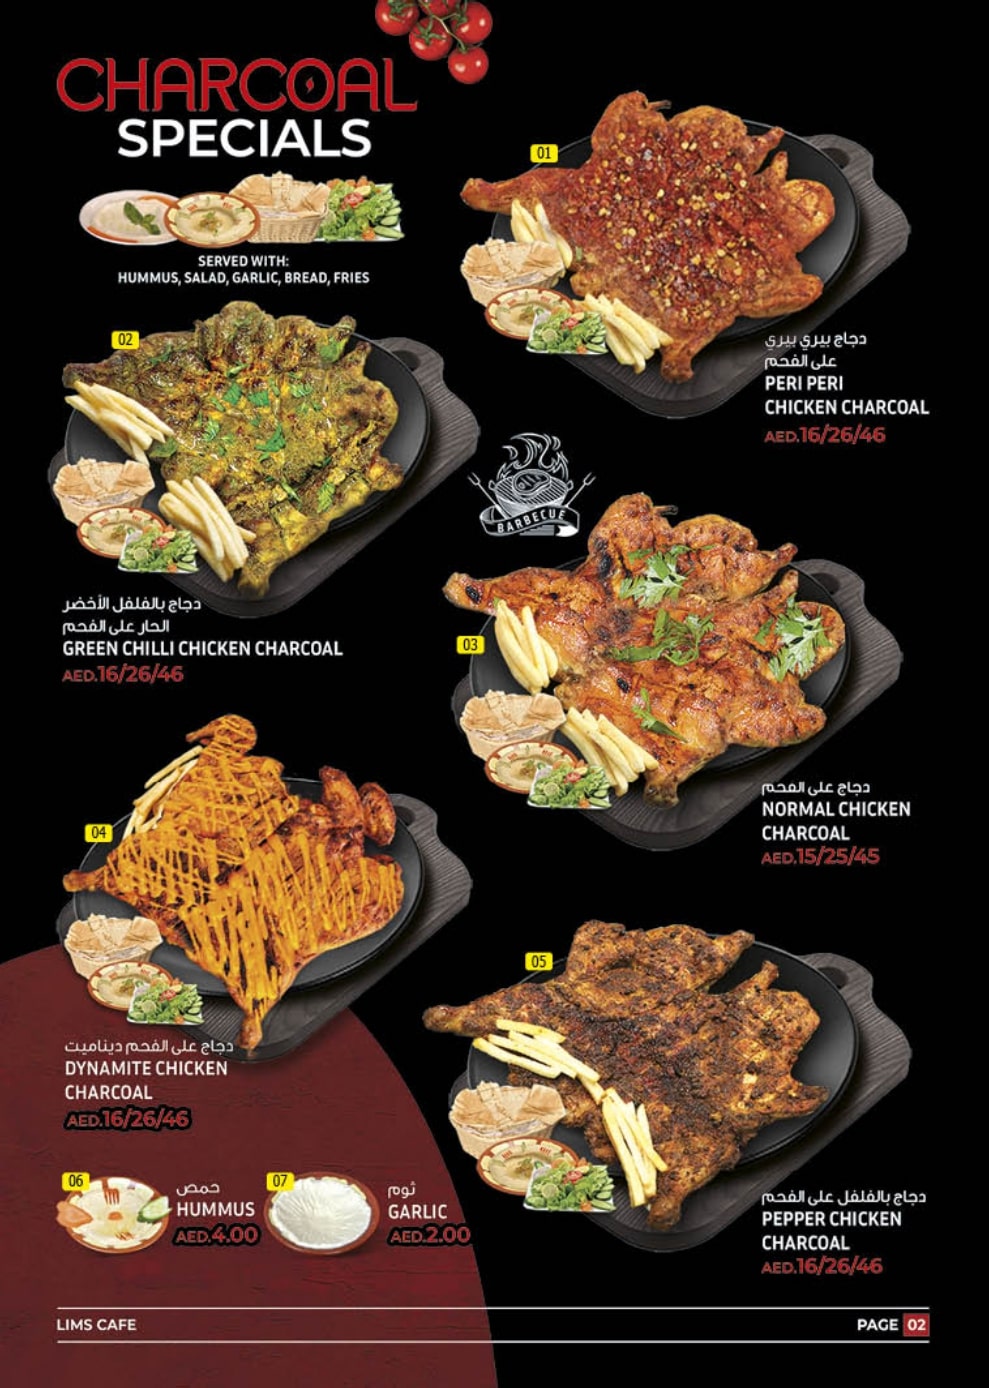 CHARCOAL
SPECIALS
SERVED WITH:
HUMMUS, SALAD, GARLIC, BREAD, FRIES
01
دجاج بيري بيري
على الفحم
PERI PERI
CHICKEN CHARCOAL
AED.16/26/46
02
دجاج بالفلفل الأخضر
الحار على الفحم
GREEN CHILLI CHICKEN CHARCOAL
AED.16/26/46
BARBECUE
03
دجاج على الفحم
NORMAL CHICKEN
CHARCOAL
AED.15/25/45
04
دجاج على الفحم ديناميت
DYNAMITE CHICKEN
CHARCOAL
AED.16/26/46
05
دجاج بالفلفل على الفحم
PEPPER CHICKEN
CHARCOAL
AED.16/26/46
06
حمص
HUMMUS
AED.4.00
07
ثوم
GARLIC
AED.2.00
LIMS CAFE
PAGE 02